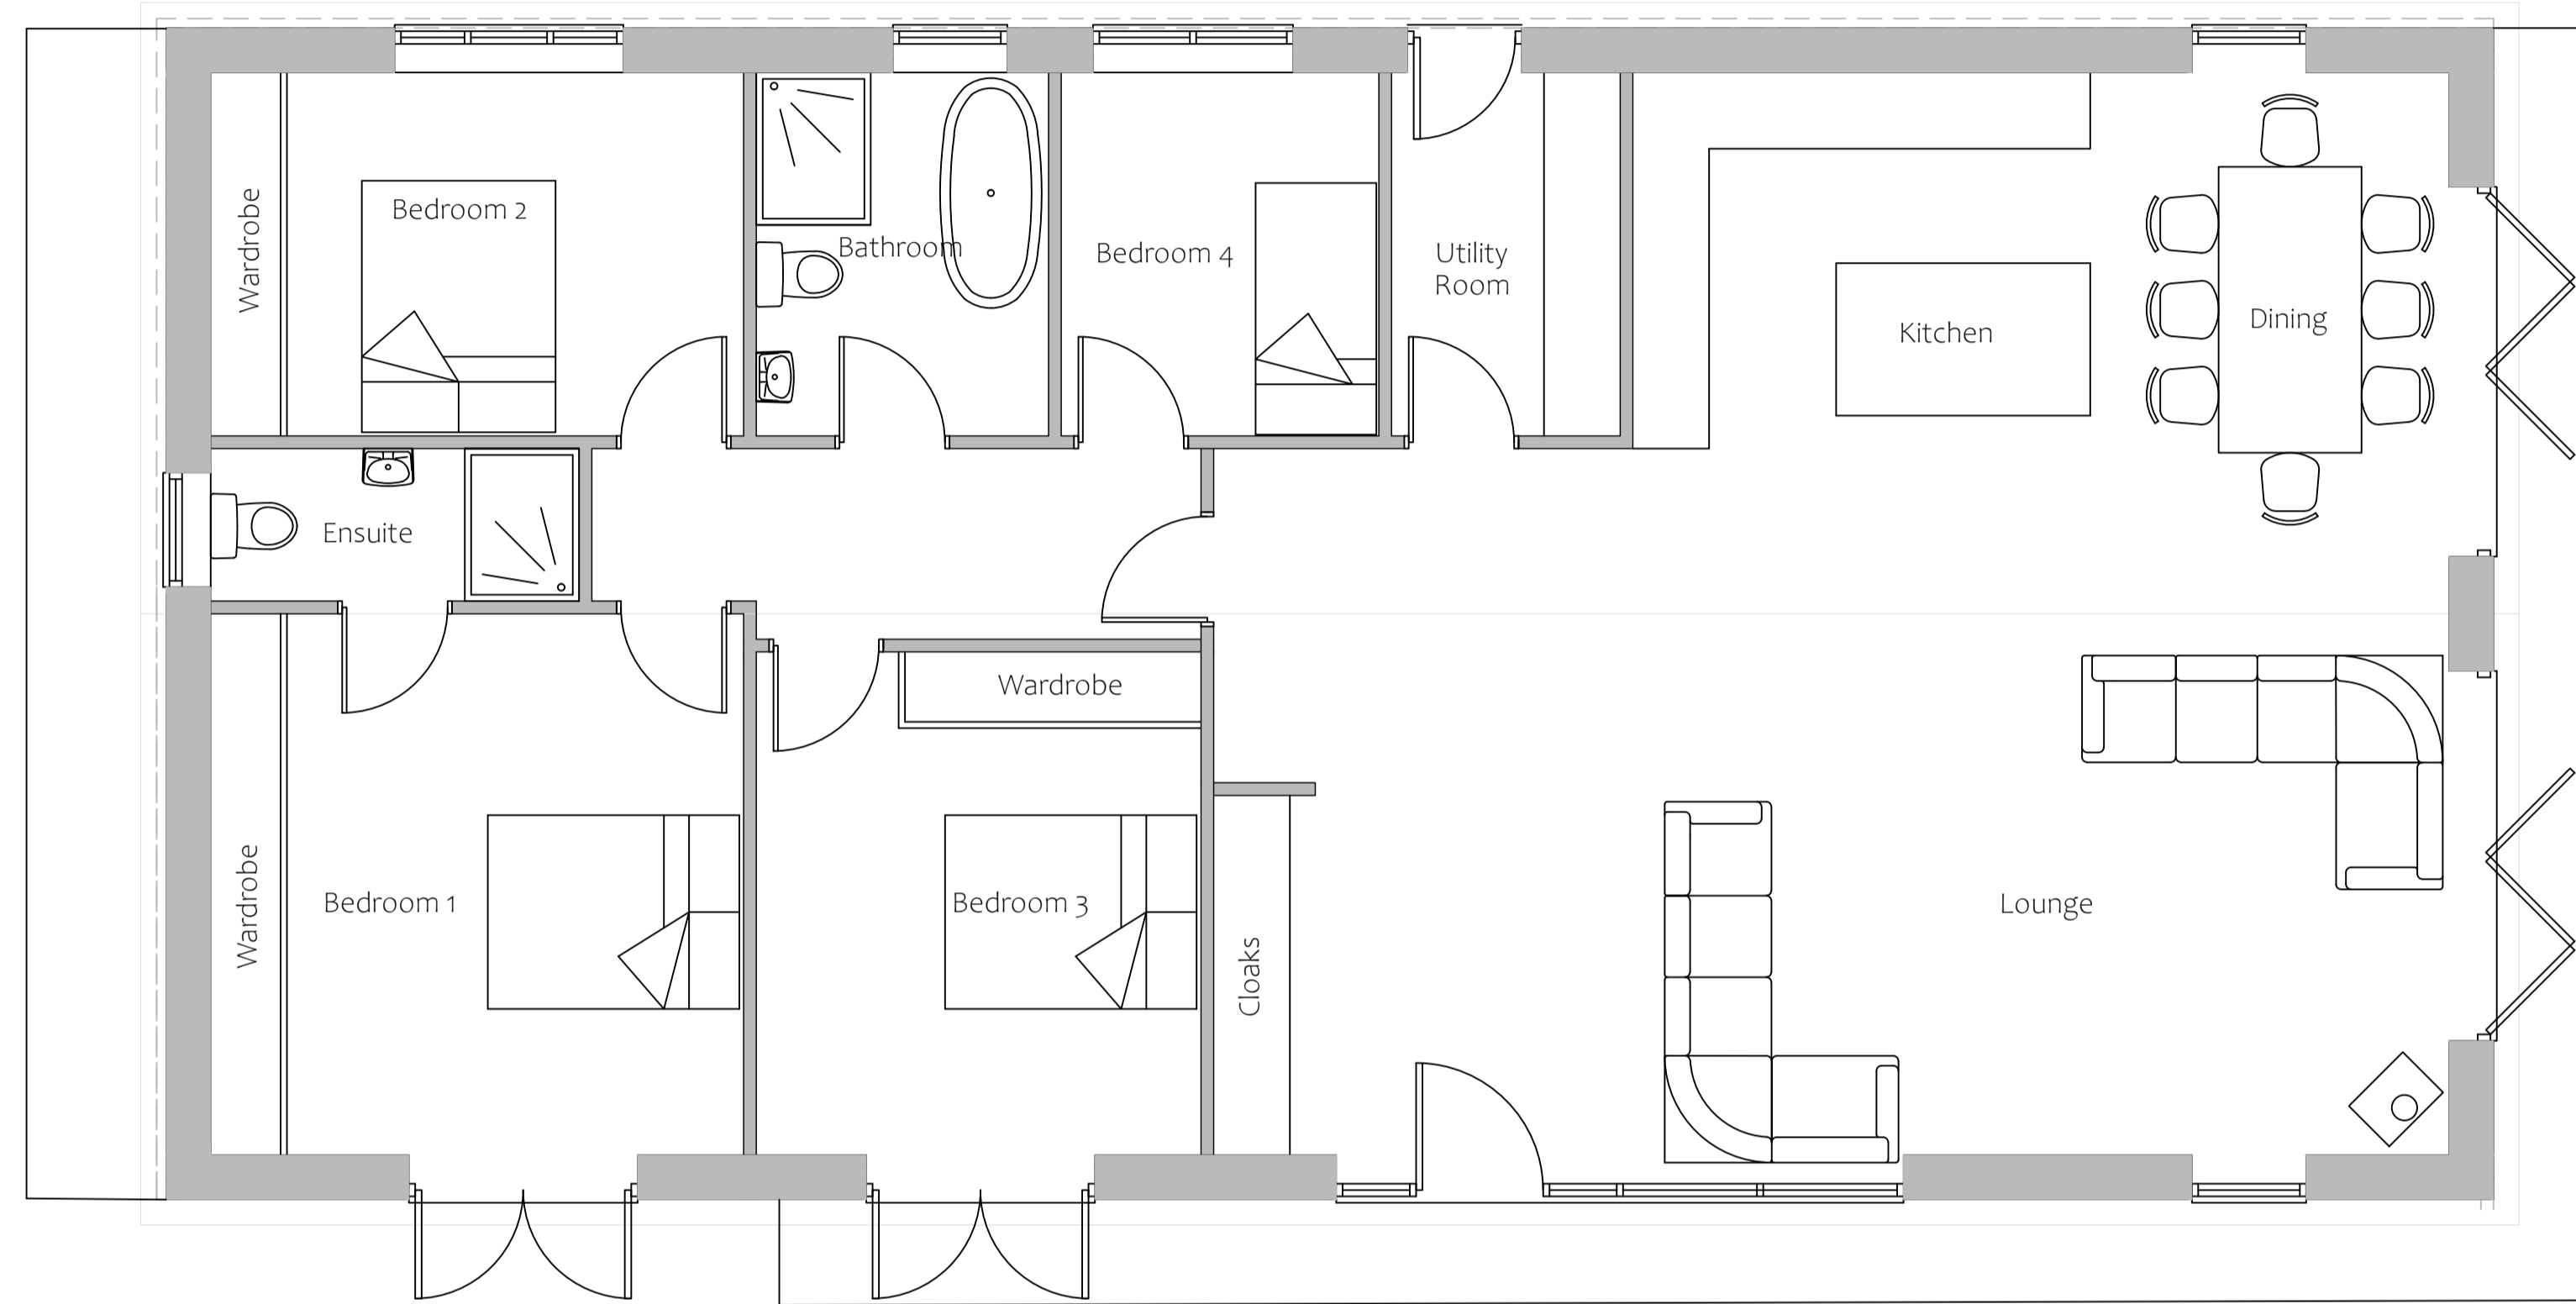 Wardrobe
Bedroom 2
Bathroom
Bedroom 4
Utility
Room
Kitchen
Dining
Ensuite
Wardrobe
Wardrobe
Bedroom 1
Bedroom 3
Cloaks
Lounge